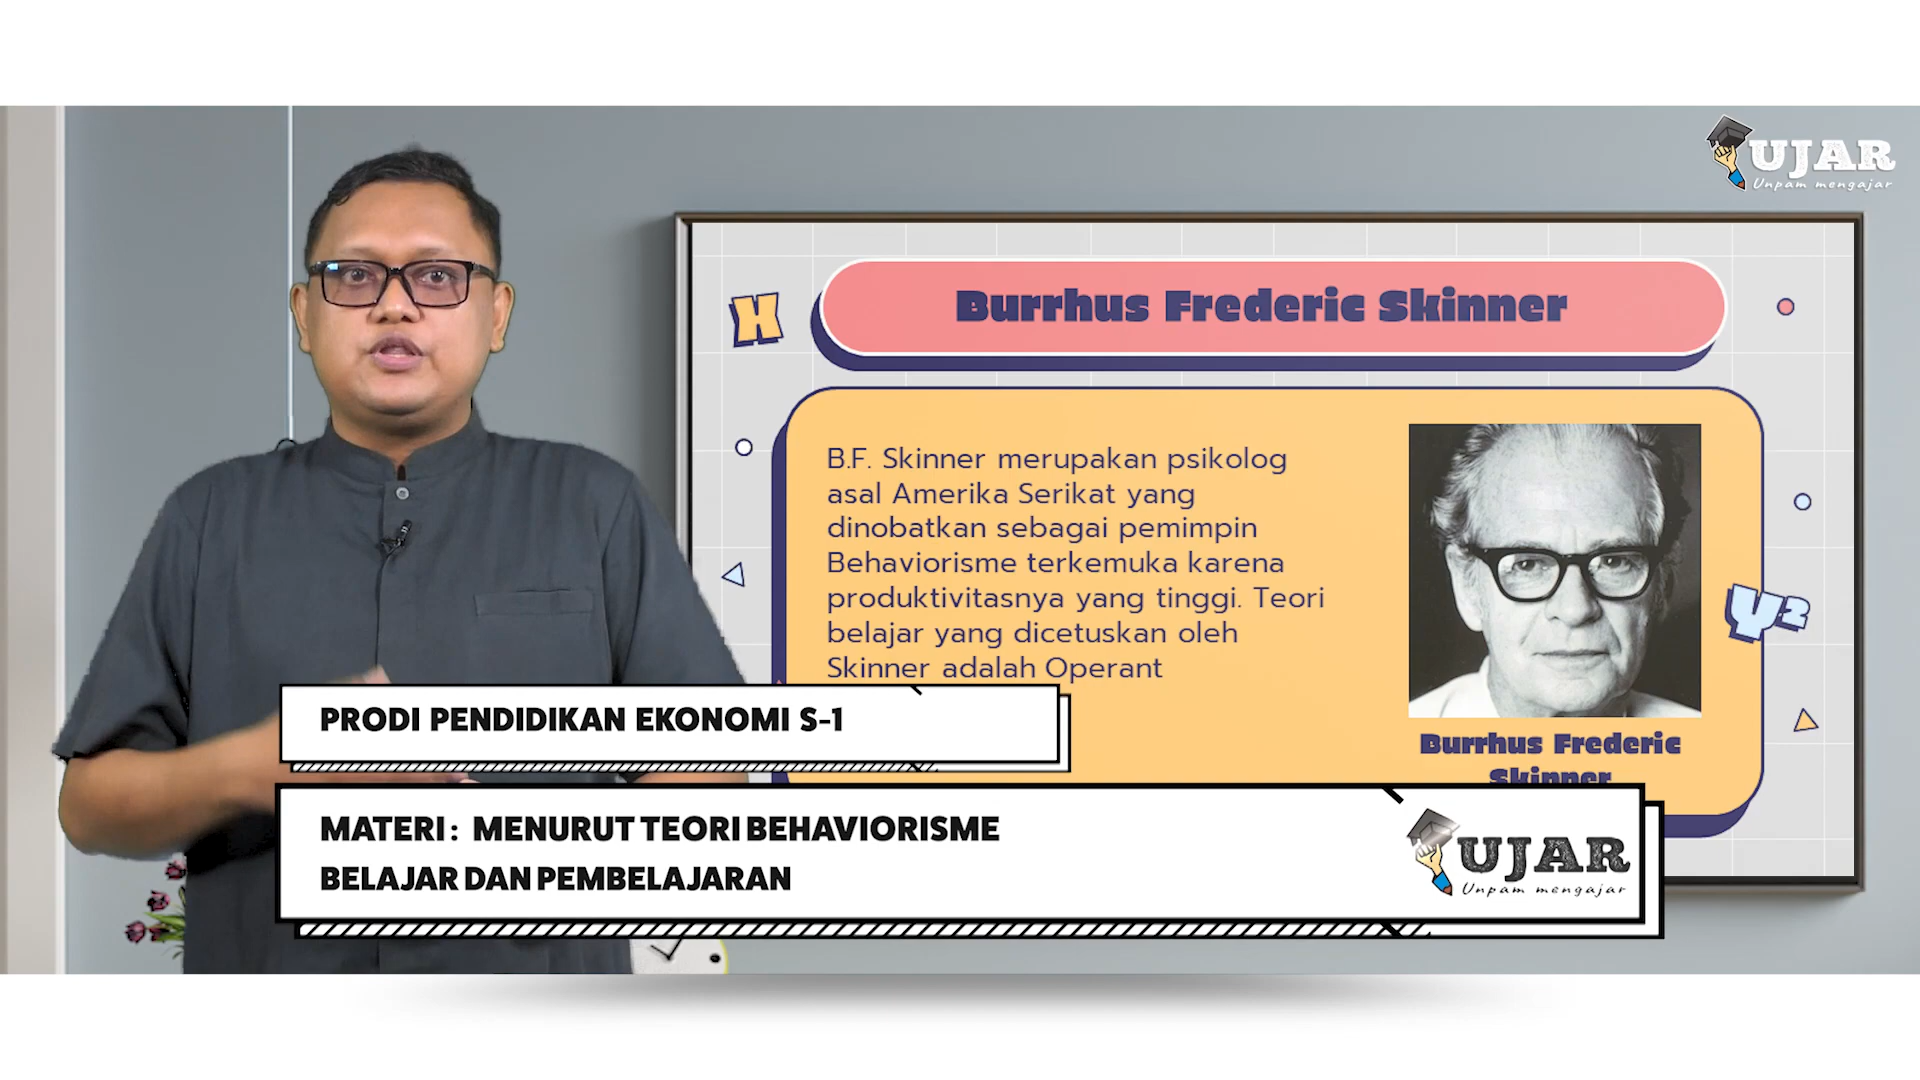 UJAR
Unpam mengajar
Burrhus Frederic Skinner
H
B.F. Skinner merupakan psikolog
asal Amerika Serikat yang
dinobatkan sebagai pemimpin
Behaviorisme terkemuka karena
produktivitasnya yang tinggi. Teori
belajar yang dicetuskan oleh
Skinner adalah Operant
Y²
Burrhus Frederic
Skinner
PRODI PENDIDIKAN EKONOMI S-1
MATERI : MENURUT TEORI BEHAVIORISME
BELAJAR DAN PEMBELAJARAN
UJAR
Unpam mengajar